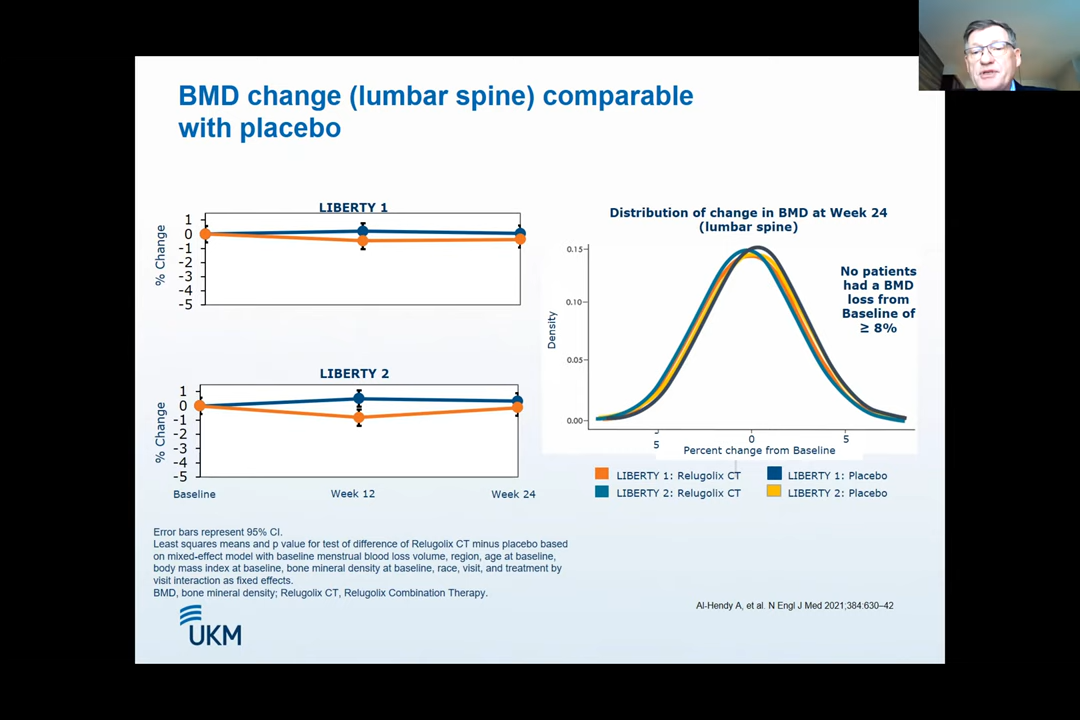 BMD change (lumbar spine) comparable
with placebo
LIBERTY 1
% Change
1
0
-1
-2
-3
-4
-5
LIBERTY 2
% Change
1
0
-1
-2
-3
-4
-5
Baseline
Week 12
Week 24
Distribution of change in BMD at Week 24
(lumbar spine)
Density
0.15
0.10
0.05
0.00
5
0
5
Percent change from Baseline
No patients
had a BMD
loss from
Baseline of
≥ 8%
LIBERTY 1: Relugolix CT
LIBERTY 1: Placebo
LIBERTY 2: Relugolix CT
LIBERTY 2: Placebo
Error bars represent 95% CI.
Least squares means and p value for test of difference of Relugolix CT minus placebo based
on mixed-effect model with baseline menstrual blood loss volume, region, age at baseline,
body mass index at baseline, bone mineral density at baseline, race, visit, and treatment by
visit interaction as fixed effects.
BMD, bone mineral density; Relugolix CT, Relugolix Combination Therapy.
Al-Hendy A, et al. N Engl J Med 2021;384:630–42
UKM